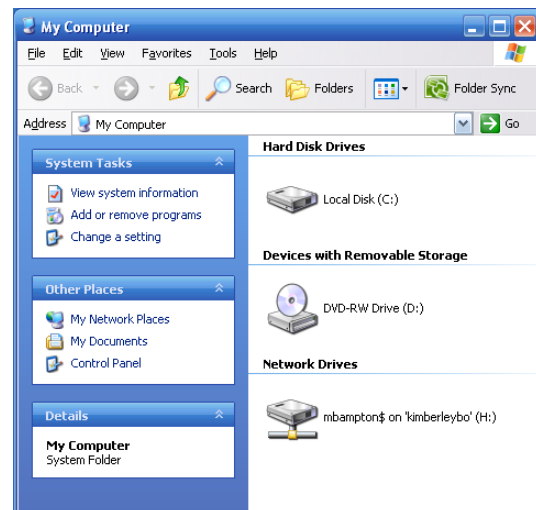 My Computer
File Edit View Favorites Tools Help
Back Search Folders Folder Sync
Address My Computer Go
System Tasks
View system information
Add or remove programs
Change a setting
Other Places
My Network Places
My Documents
Control Panel
Details
My Computer
System Folder
Hard Disk Drives
Local Disk (C:)
Devices with Removable Storage
DVD-RW Drive (D:)
Network Drives
mbampton$ on 'kimberleybo' (H:)